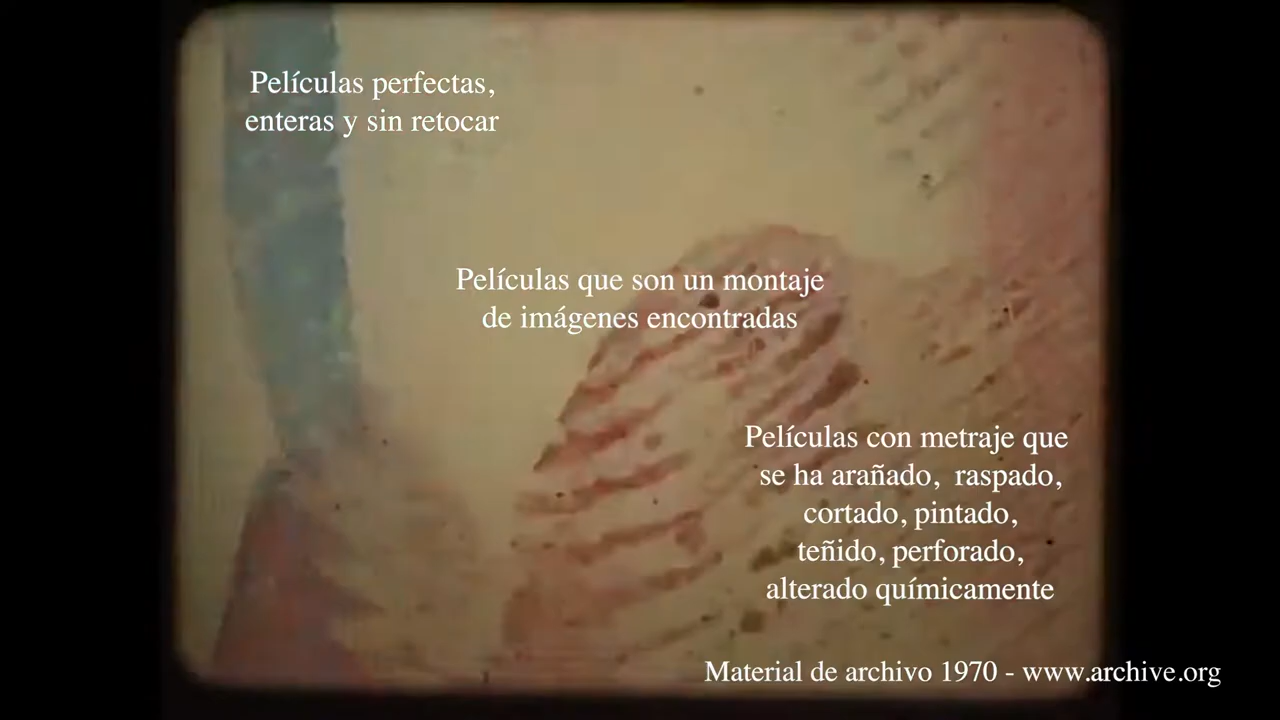 Películas perfectas,
enteras y sin retocar
Películas que son un montaje
de imágenes encontradas
Películas con metraje que
se ha arañado, raspado,
cortado, pintado,
teñido, perforado,
alterado químicamente
Material de archivo 1970 - www.archive.org